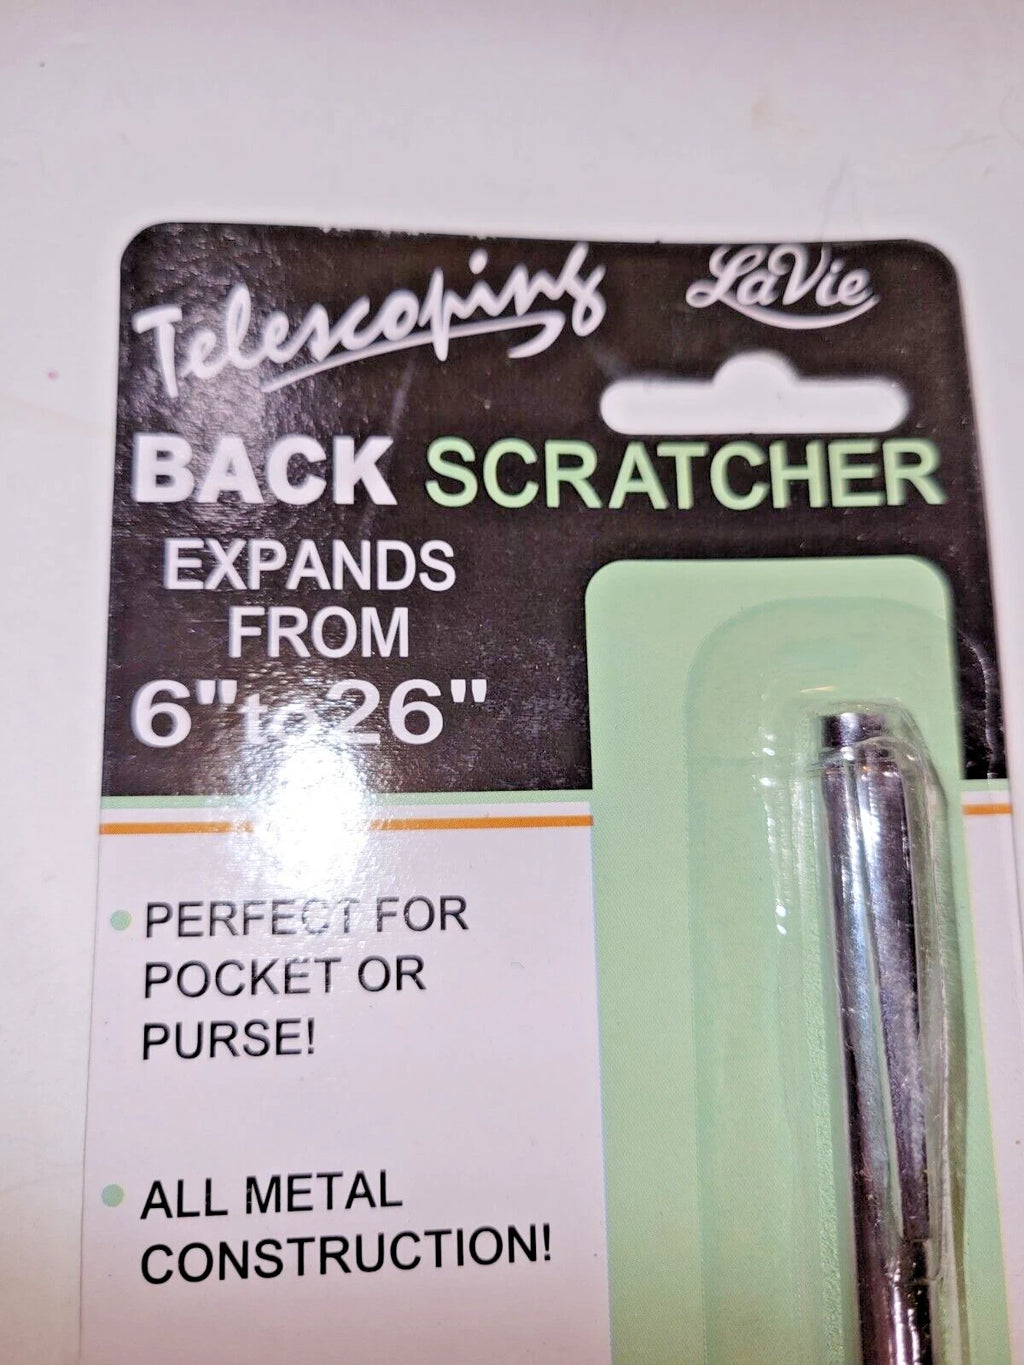 Telescoping
LaVie
BACK SCRATCHER
EXPANDS
FROM
6" to 26"
PERFECT FOR
POCKET OR
PURSE!
ALL METAL
CONSTRUCTION!